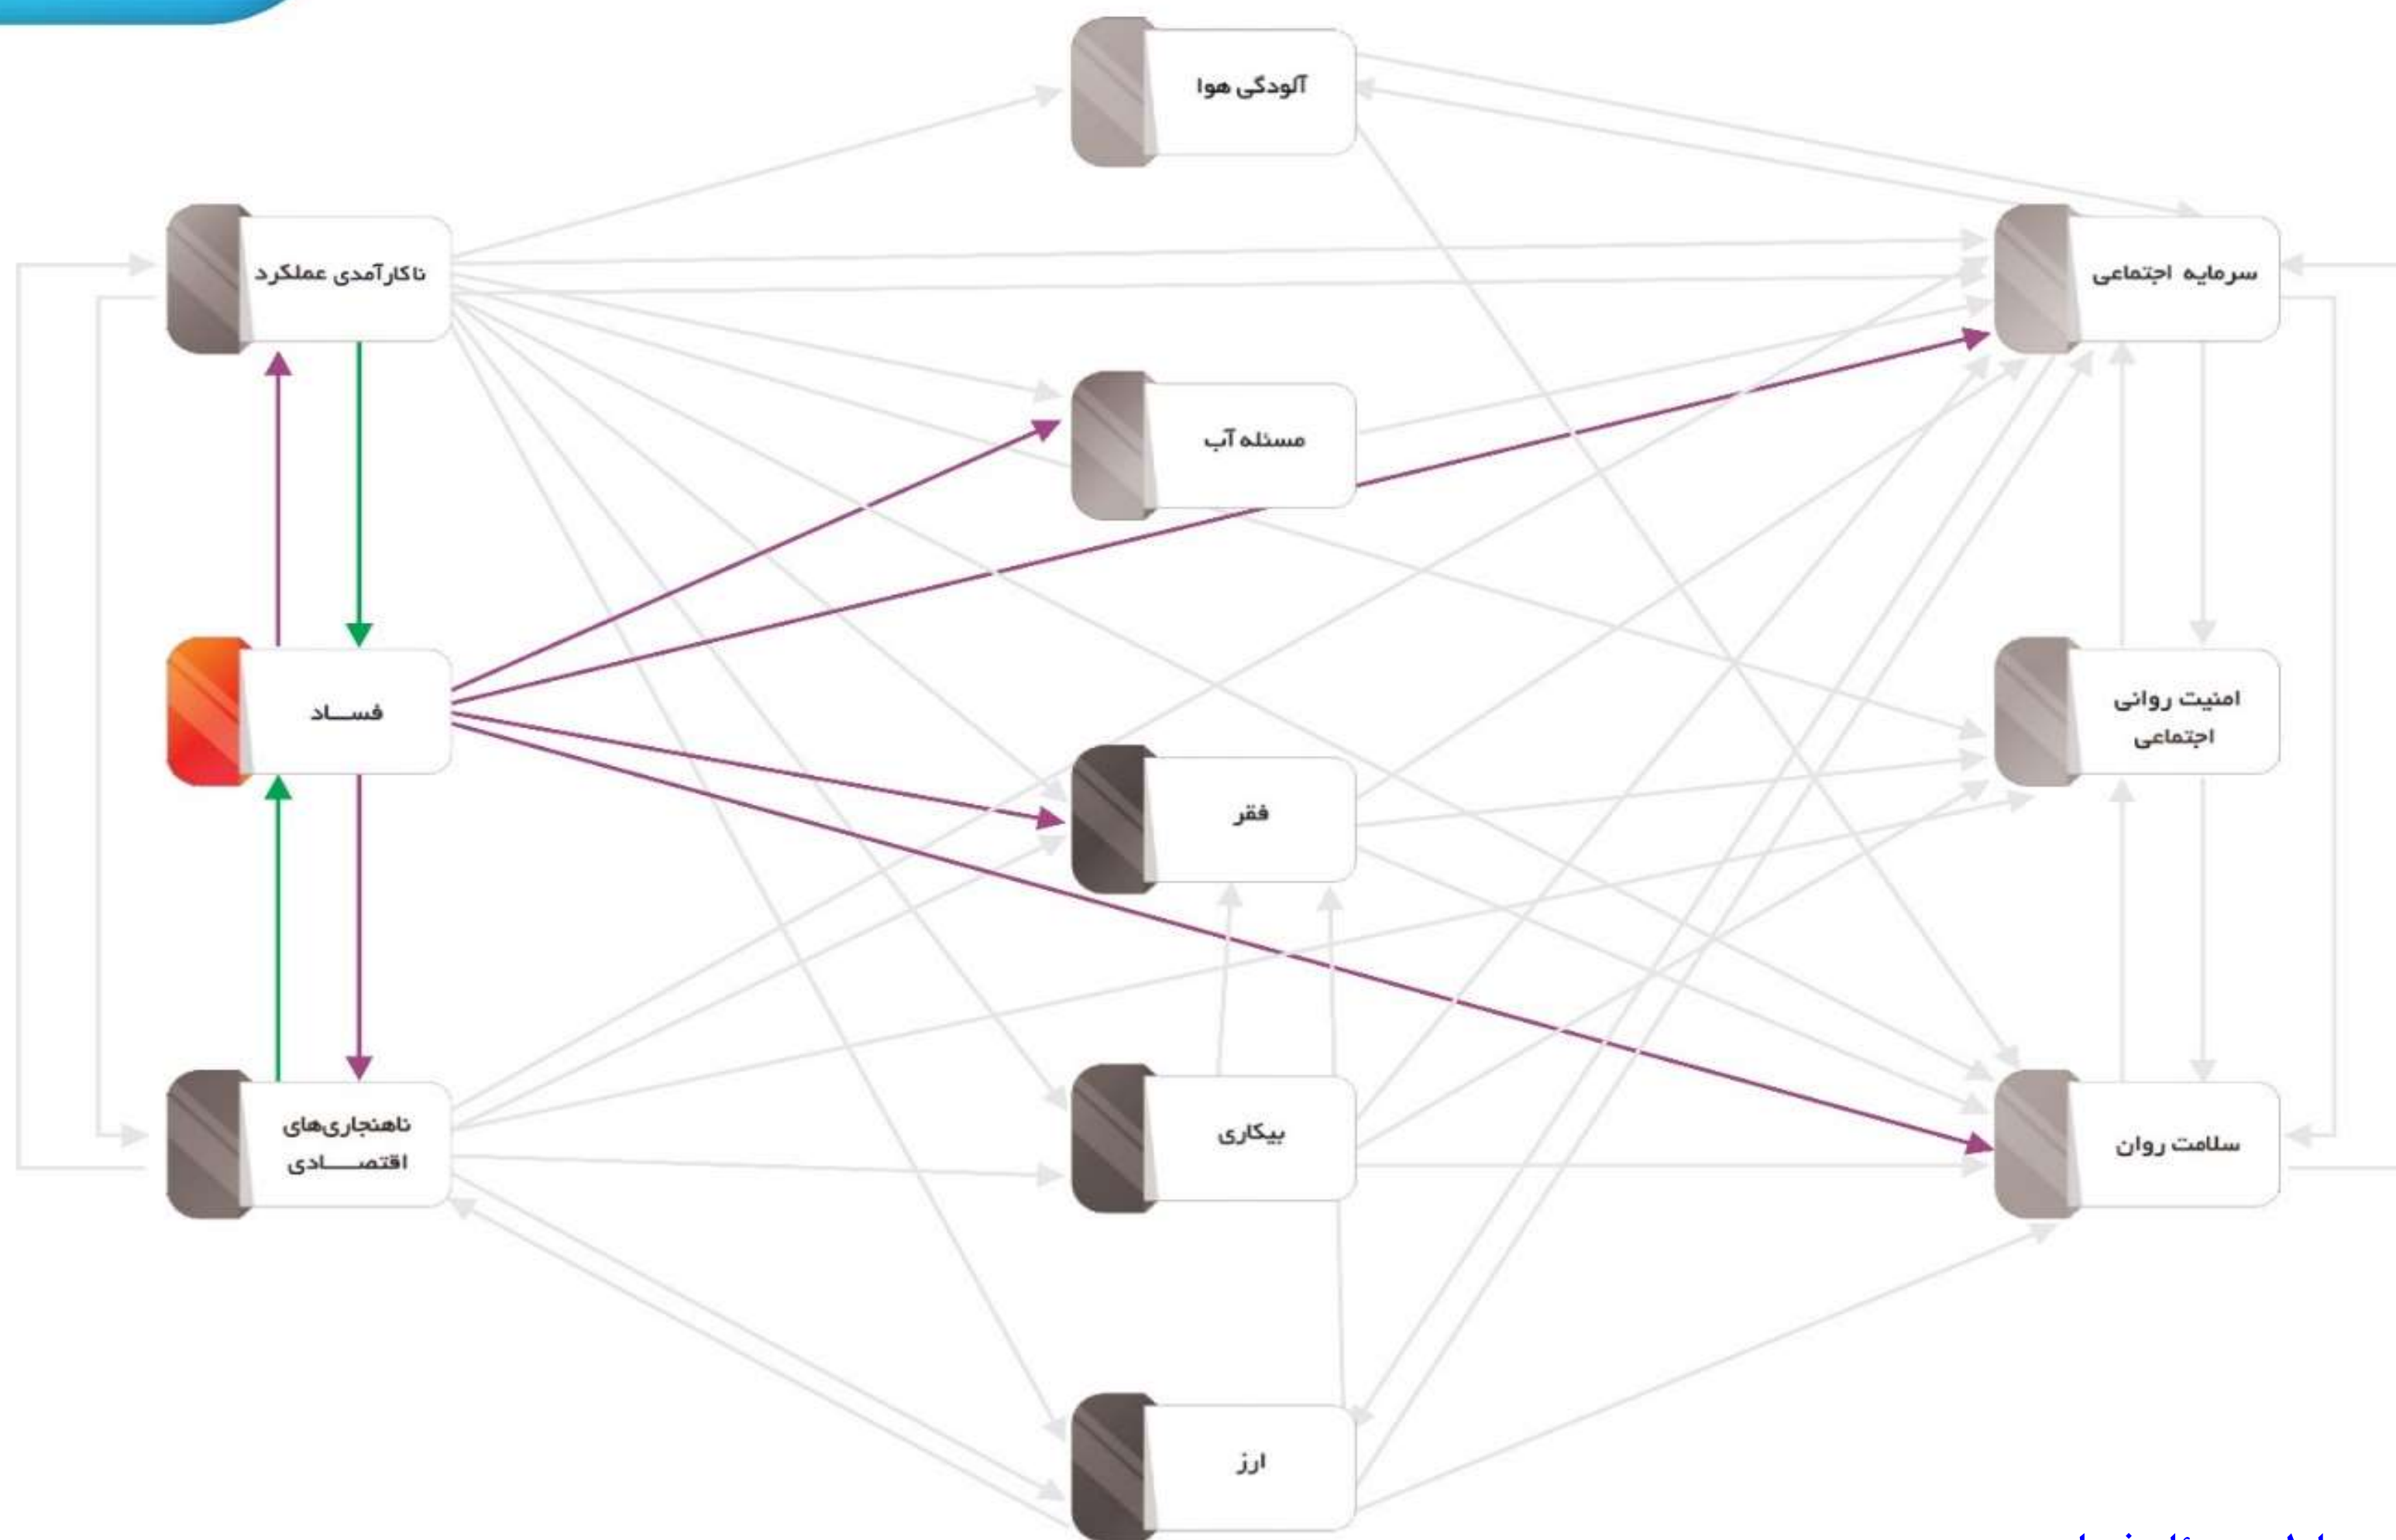 آلودگی هوا
ناکارآمدی عملکرد
سرمایه اجتماعی
مسئله آب
فساد
امنیت روانی
اجتماعی
فقر
ناهنجاری‌های
اقتصادی
بیکاری
سلامت روان
ارز